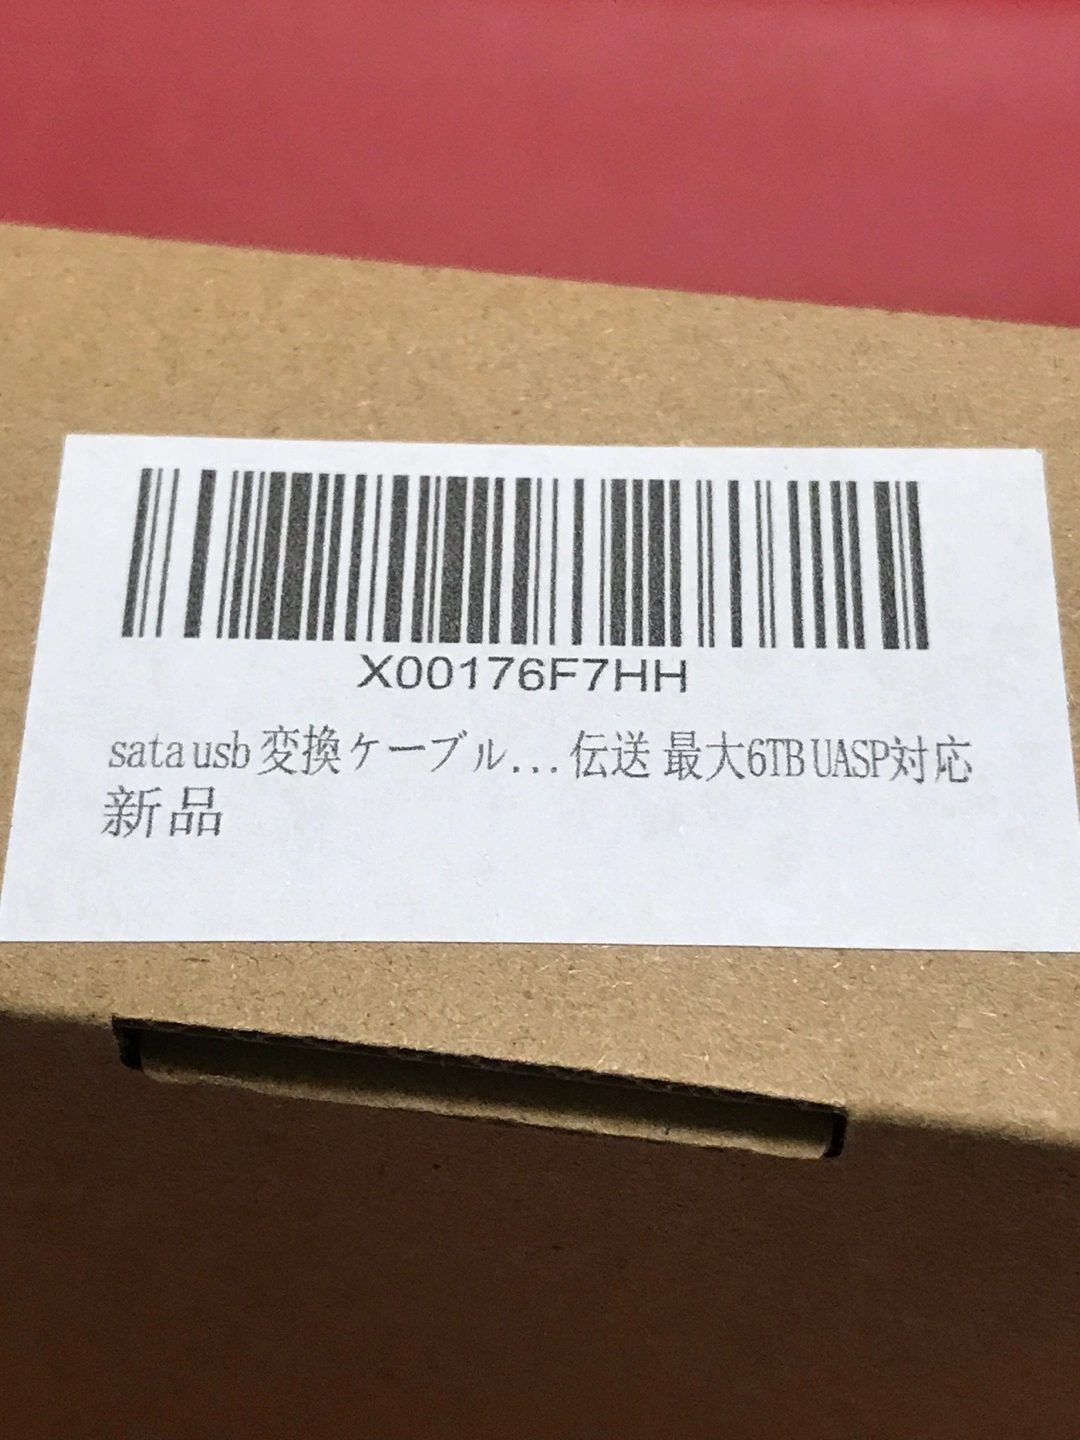 X00176F7HH
sata usb 変換ケーブル... 伝送 最大6TB UASP対応
新品